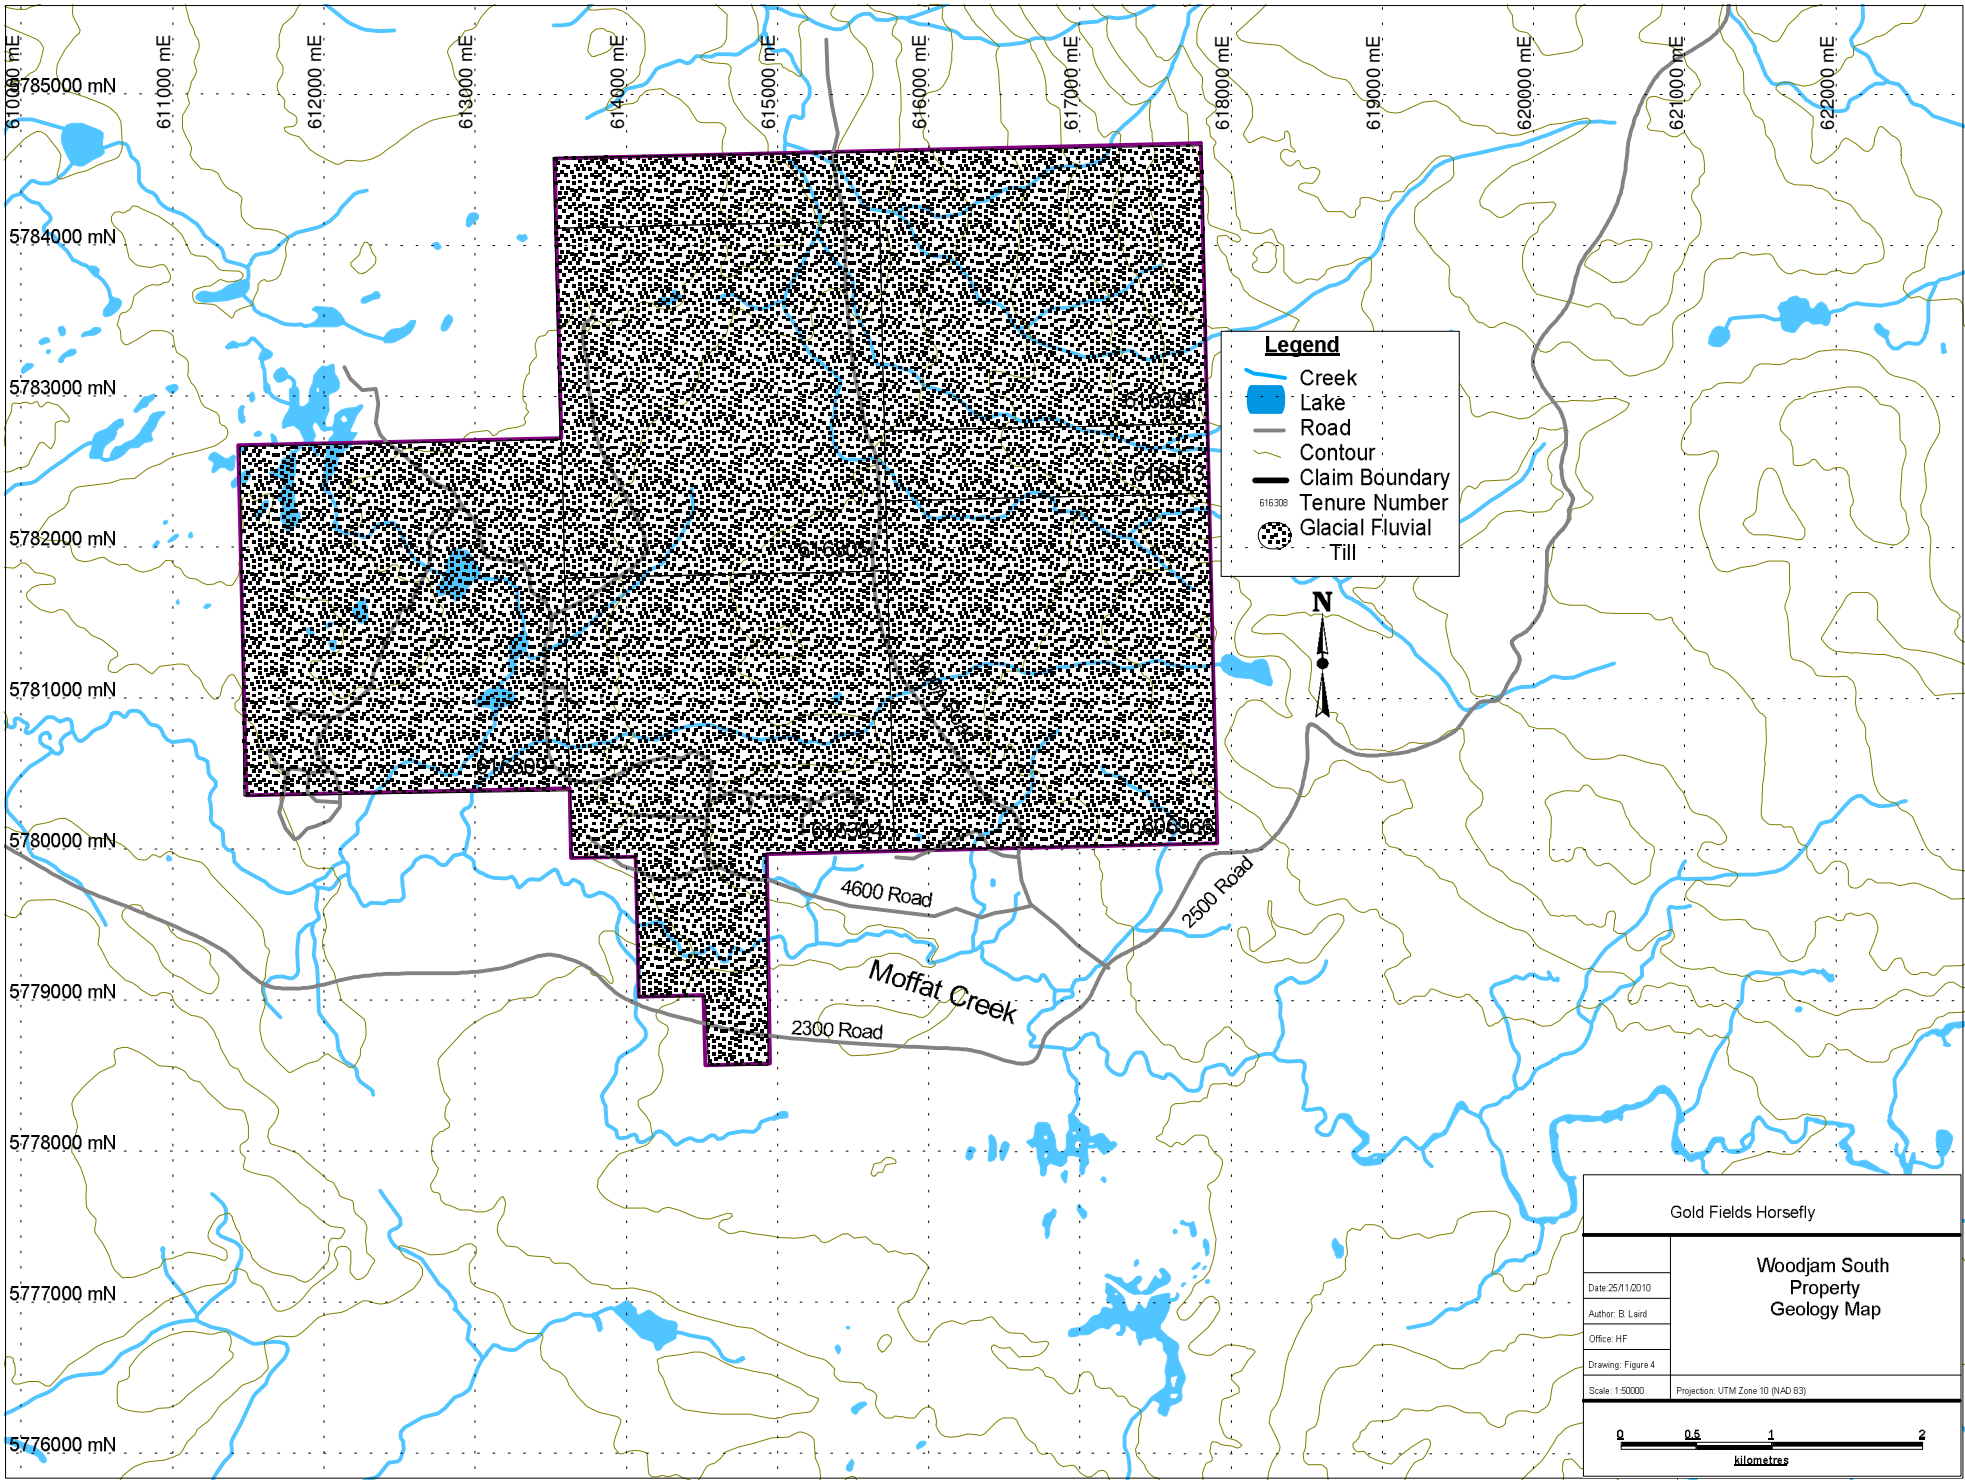 610000 mE
611000 mE
612000 mE
613000 mE
614000 mE
615000 mE
616000 mE
617000 mE
618000 mE
619000 mE
620000 mE
621000 mE
622000 mE
5785000 mN
5784000 mN
5783000 mN
5782000 mN
5781000 mN
5780000 mN
5779000 mN
5778000 mN
5777000 mN
5776000 mN
616313
616309
616304
Legend
Creek
Lake
Road
Contour
Claim Boundary
616308 Tenure Number
Glacial Fluvial
Till
N
4600 Road
2500 Road
Moffat Creek
2300 Road
Gold Fields Horsefly
Woodjam South
Property
Geology Map
Date:25/11/2010
Author: B. Laird
Office: HF
Drawing: Figure 4
Scale: 1:50000
Projection: UTM Zone 10 (NAD 83)
0 0.5 1 2
kilometres